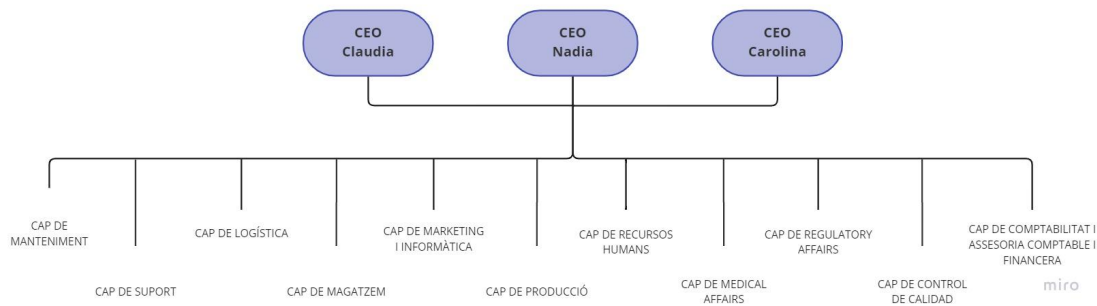 CEO
Claudia
CEO
Nadia
CEO
Carolina
CAP DE
MANTENIMENT
CAP DE SUPORT
CAP DE LOGÍSTICA
CAP DE MAGATZEM
CAP DE MARKETING
I INFORMÀTICA
CAP DE PRODUCCIÓ
CAP DE RECURSOS
HUMANS
CAP DE MEDICAL
AFFAIRS
CAP DE REGULATORY
AFFAIRS
CAP DE CONTROL
DE CALIDAD
CAP DE COMPTABILITAT I
ASSESORIA COMPTABLE I
FINANCERA
miro